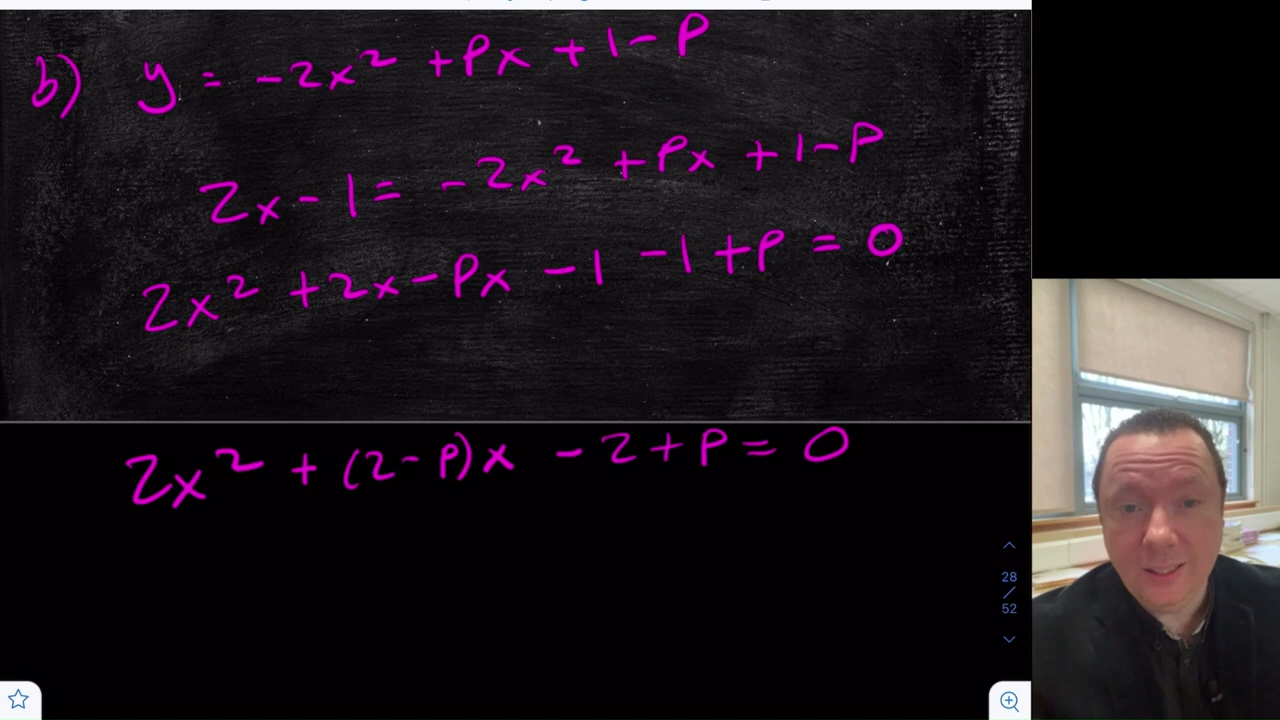 b) y = -2x² + px + 1 - p
2x - 1 = -2x² + px + 1 - p
2x² + 2x - px - 1 - 1 + p = 0
2x² + (2 - p)x - 2 + p = 0
28
/
52